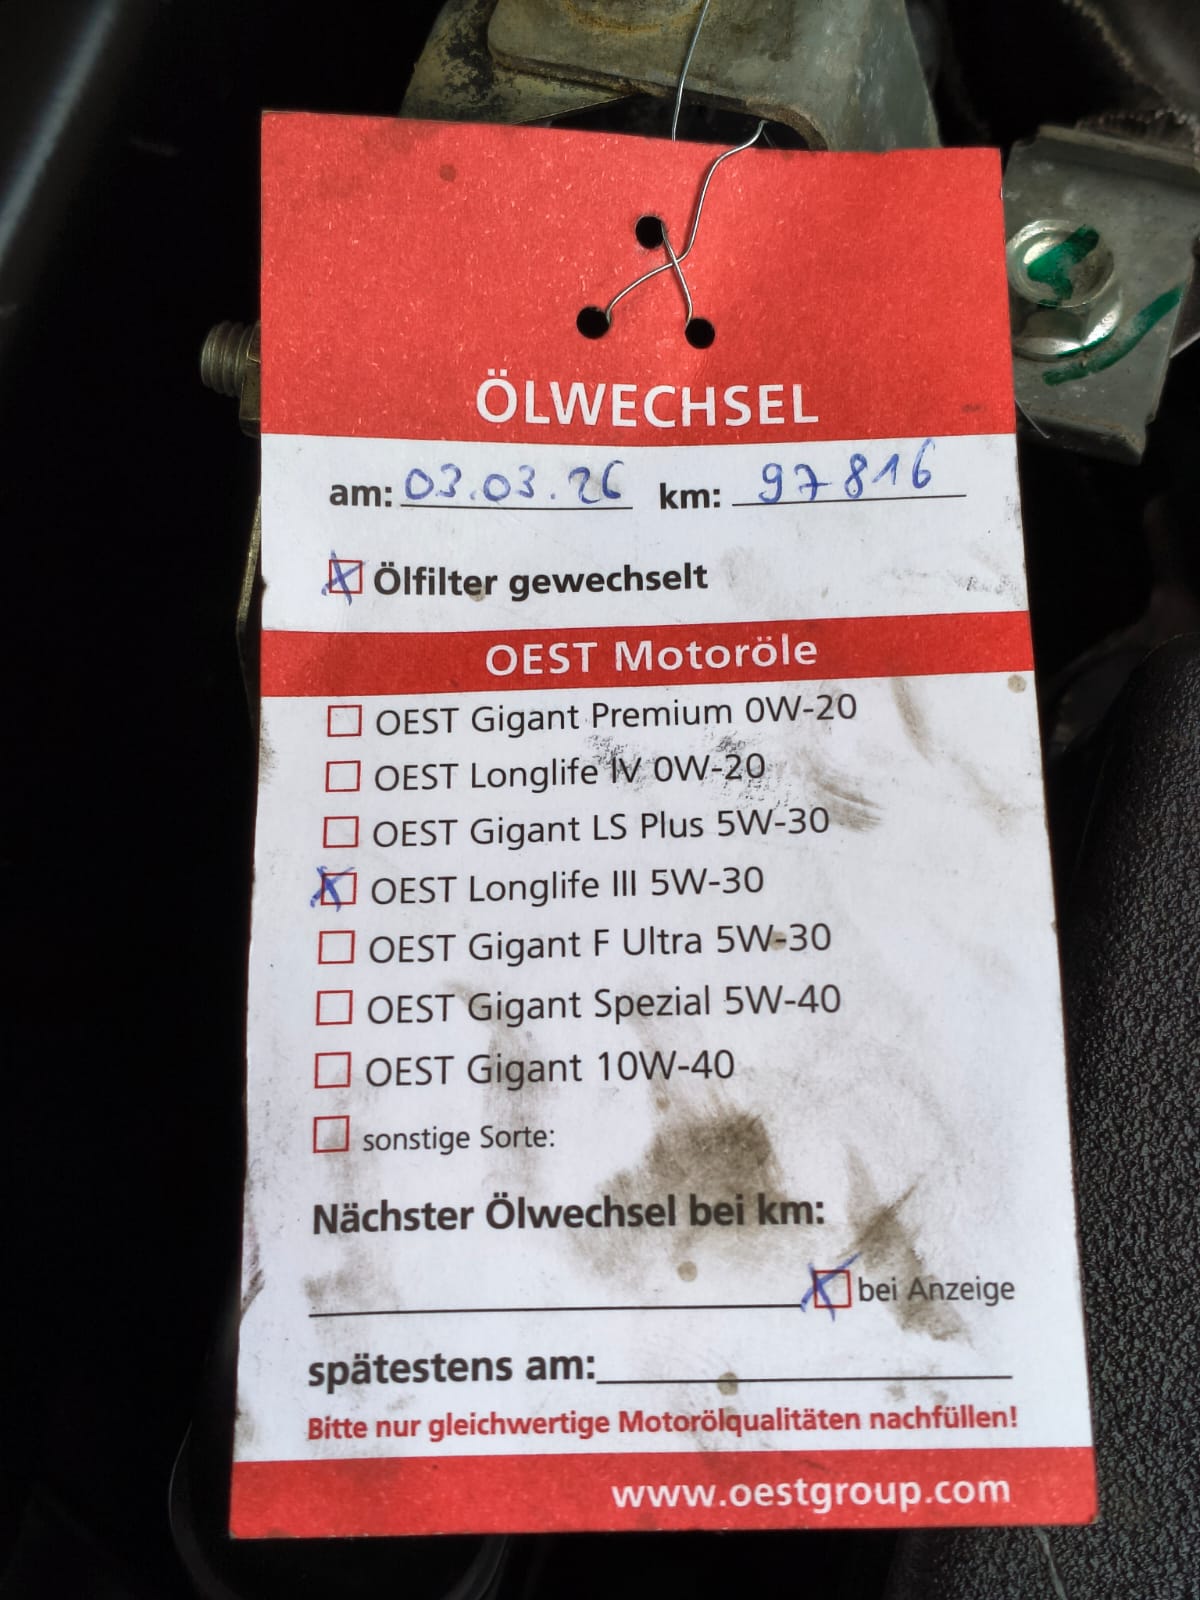 ÖLWECHSEL
am: 03.03.26 km: 97816
Ölfilter gewechselt
OEST Motoröle
OEST Gigant Premium 0W-20
OEST Longlife IV 0W-20
OEST Gigant LS Plus 5W-30
OEST Longlife III 5W-30
OEST Gigant F Ultra 5W-30
OEST Gigant Spezial 5W-40
OEST Gigant 10W-40
sonstige Sorte:
Nächster Ölwechsel bei km:
bei Anzeige
spätestens am:
Bitte nur gleichwertige Motorölqualitäten nachfüllen!
www.oestgroup.com